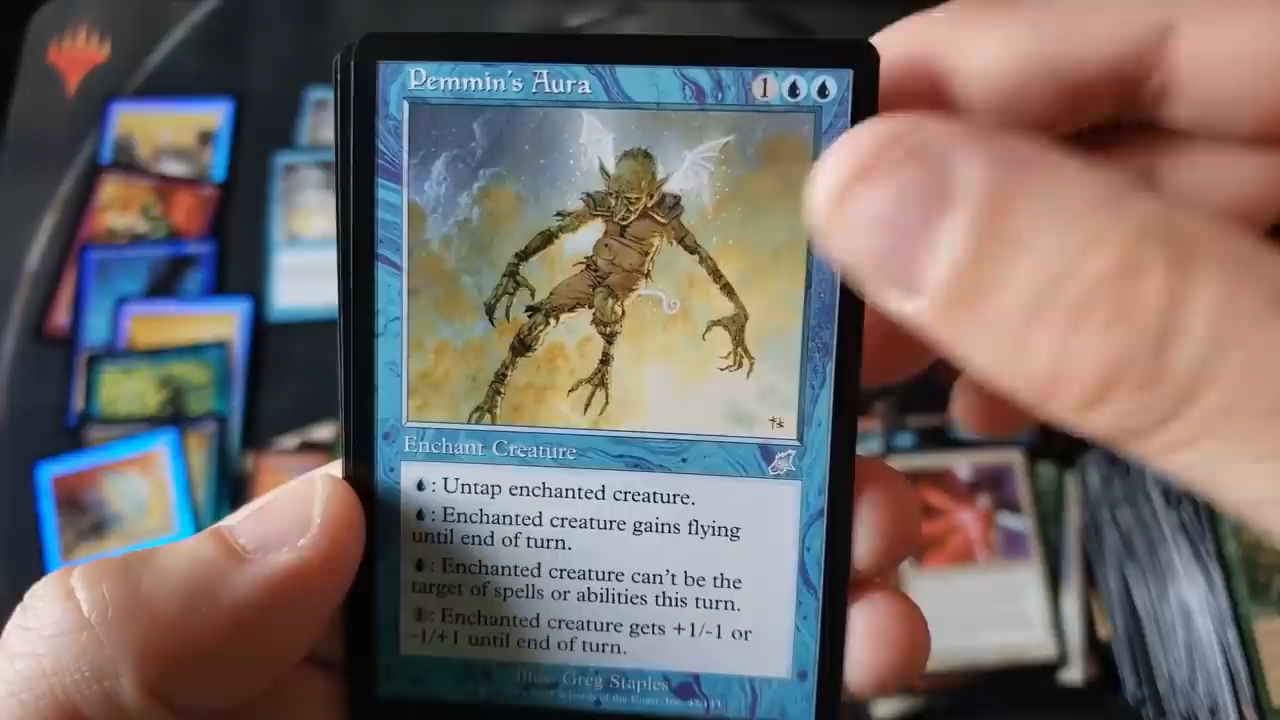 Pemmin's Aura
1
Enchant Creature
: Untap enchanted creature.
: Enchanted creature gains flying
until end of turn.
: Enchanted creature can't be the
target of spells or abilities this turn.
1: Enchanted creature gets +1/-1 or
-1/+1 until end of turn.
Illus. Greg Staples